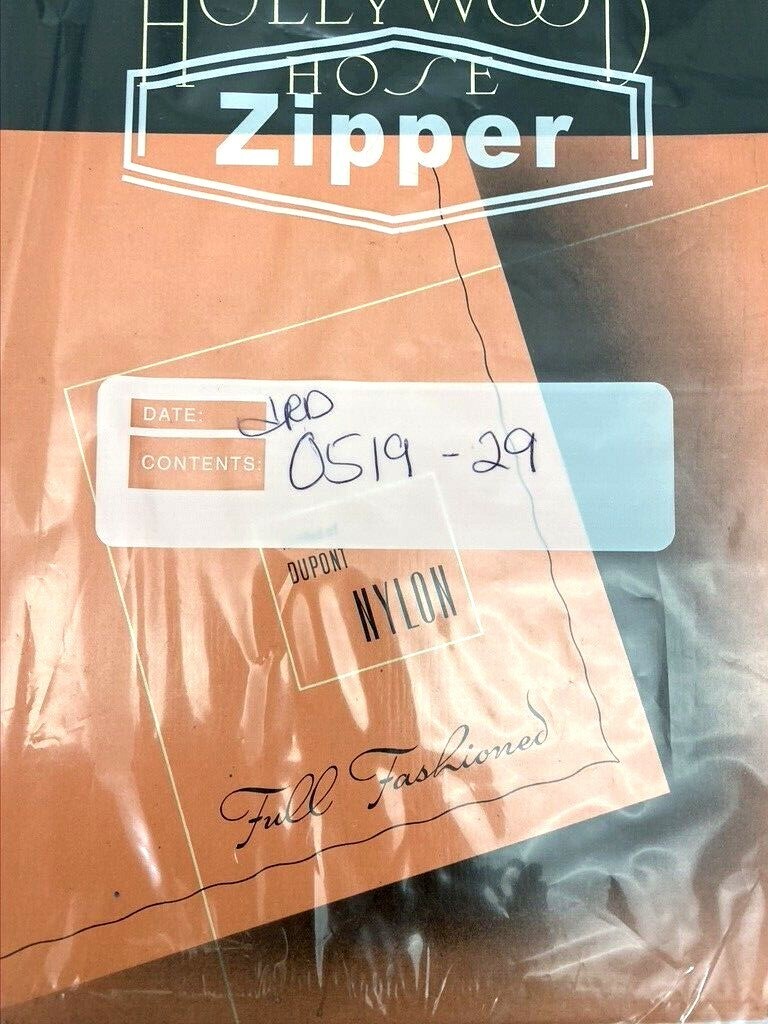 HOLLYWOOD
HOSE
Zipper
DATE: JRD
CONTENTS: 0519-29
DUPONT
NYLON
Full Fashioned